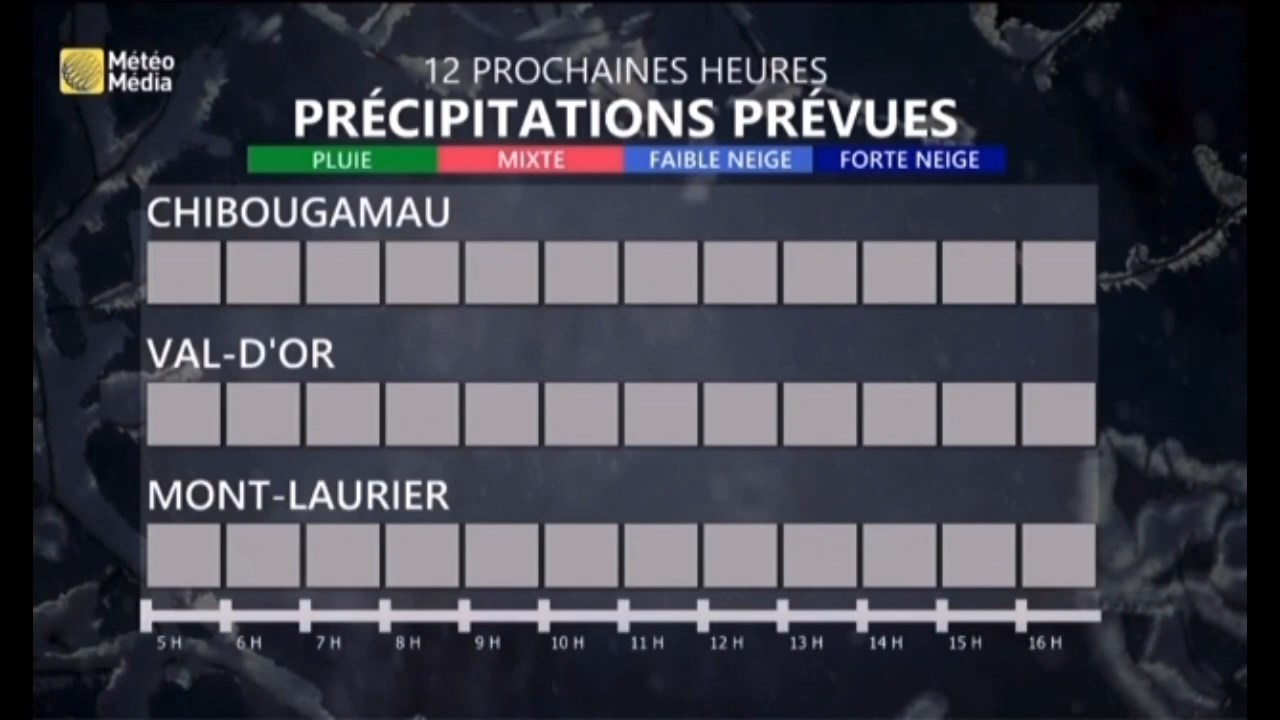 Météo
Média
12 PROCHAINES HEURES
PRÉCIPITATIONS PRÉVUES
PLUIE MIXTE FAIBLE NEIGE FORTE NEIGE
CHIBOUGAMAU
VAL-D'OR
MONT-LAURIER
5 H 6 H 7 H 8 H 9 H 10 H 11 H 12 H 13 H 14 H 15 H 16 H